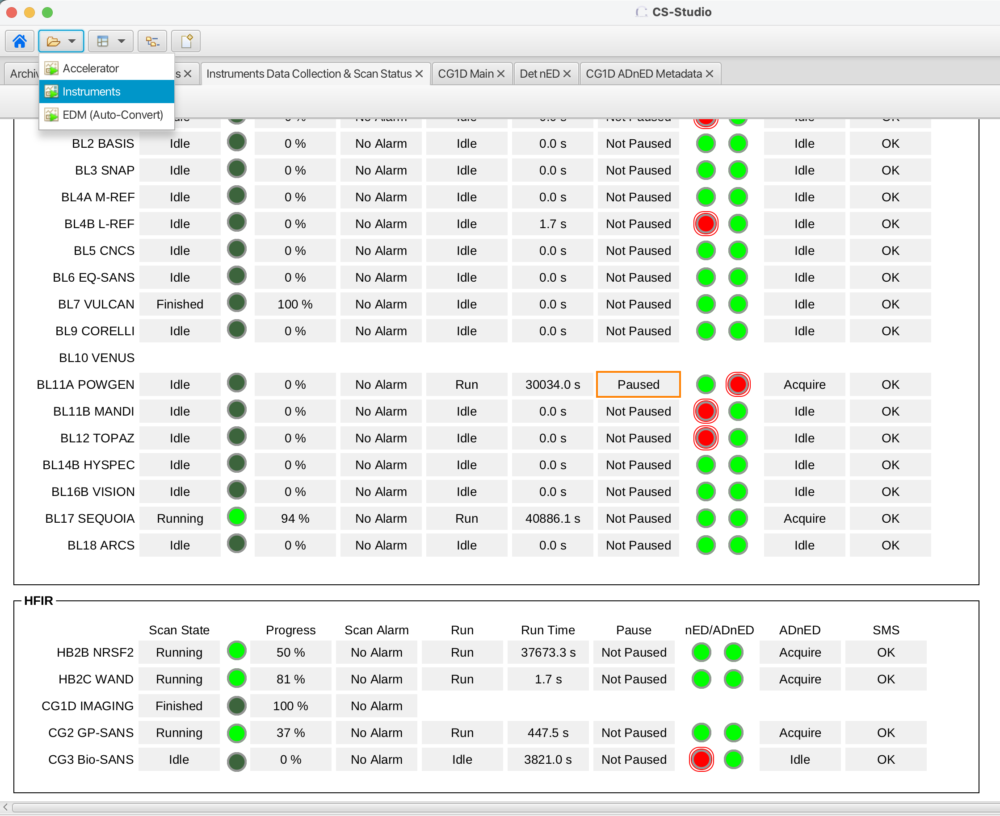 CS-Studio
Archiv s Instruments Data Collection & Scan Status CG1D Main Det nED CG1D ADnED Metadata
Accelerator
Instruments
EDM (Auto-Convert)
BL2 BASIS Idle 0 % No Alarm Idle 0.0 s Not Paused Idle OK
BL3 SNAP Idle 0 % No Alarm Idle 0.0 s Not Paused Idle OK
BL4A M-REF Idle 0 % No Alarm Idle 0.0 s Not Paused Idle OK
BL4B L-REF Idle 0 % No Alarm Idle 1.7 s Not Paused Idle OK
BL5 CNCS Idle 0 % No Alarm Idle 0.0 s Not Paused Idle OK
BL6 EQ-SANS Idle 0 % No Alarm Idle 0.0 s Not Paused Idle OK
BL7 VULCAN Finished 100 % No Alarm Idle 0.0 s Not Paused Idle OK
BL9 CORELLI Idle 0 % No Alarm Idle 0.0 s Not Paused Idle OK
BL10 VENUS
BL11A POWGEN Idle 0 % No Alarm Run 30034.0 s Paused Acquire OK
BL11B MANDI Idle 0 % No Alarm Idle 0.0 s Not Paused Idle OK
BL12 TOPAZ Idle 0 % No Alarm Idle 0.0 s Not Paused Idle OK
BL14B HYSPEC Idle 0 % No Alarm Idle 0.0 s Not Paused Idle OK
BL16B VISION Idle 0 % No Alarm Idle 0.0 s Not Paused Idle OK
BL17 SEQUOIA Running 94 % No Alarm Run 40886.1 s Not Paused Acquire OK
BL18 ARCS Idle 0 % No Alarm Idle 0.0 s Not Paused Idle OK
HFIR
Scan State Progress Scan Alarm Run Run Time Pause nED/ADnED ADnED SMS
HB2B NRSF2 Running 50 % No Alarm Run 37673.3 s Not Paused Acquire OK
HB2C WAND Running 81 % No Alarm Run 1.7 s Not Paused Acquire OK
CG1D IMAGING Finished 100 % No Alarm
CG2 GP-SANS Running 37 % No Alarm Run 447.5 s Not Paused Acquire OK
CG3 Bio-SANS Idle 0 % No Alarm Idle 3821.0 s Not Paused Idle OK